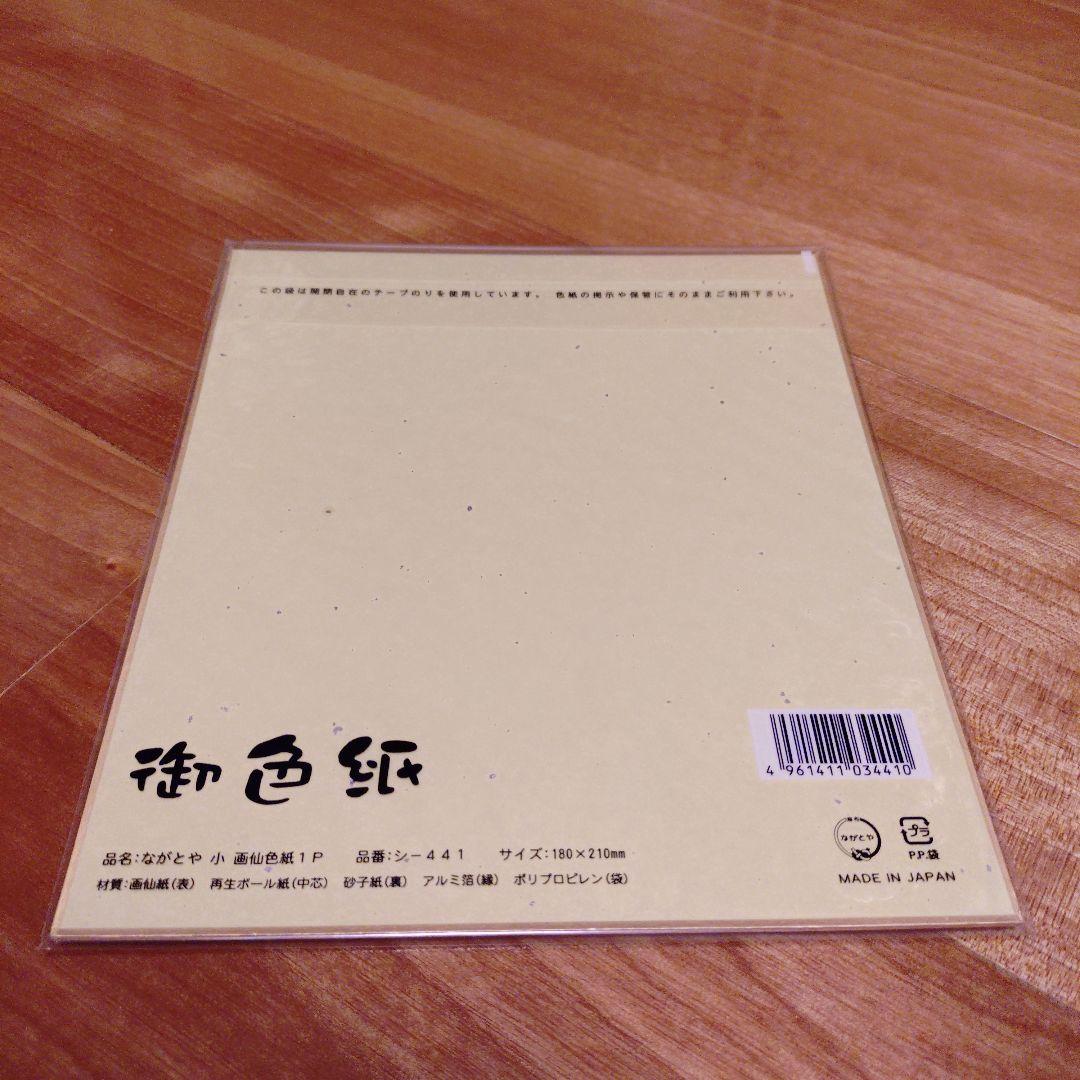 この袋は開閉自在のテープのりを使用しています。 色紙の掲示や保管にそのままご利用下さい。
4 961411 034410
御色紙
品名:ながとや 小 画仙色紙1P 品番:シ-441 サイズ:180×210mm
材質:画仙紙(表) 再生ボール紙(中芯) 砂子紙(裏) アルミ箔(縁) ポリプロピレン(袋)
ながとや
プラ
P.P.袋
MADE IN JAPAN